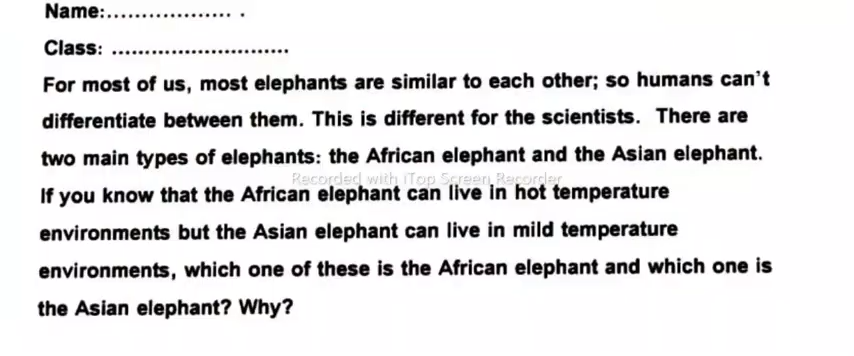 Name:................... .
Class: ............................
For most of us, most elephants are similar to each other; so humans can't
differentiate between them. This is different for the scientists. There are
two main types of elephants: the African elephant and the Asian elephant.
Recorded with iTop Screen Recorder
If you know that the African elephant can live in hot temperature
environments but the Asian elephant can live in mild temperature
environments, which one of these is the African elephant and which one is
the Asian elephant? Why?